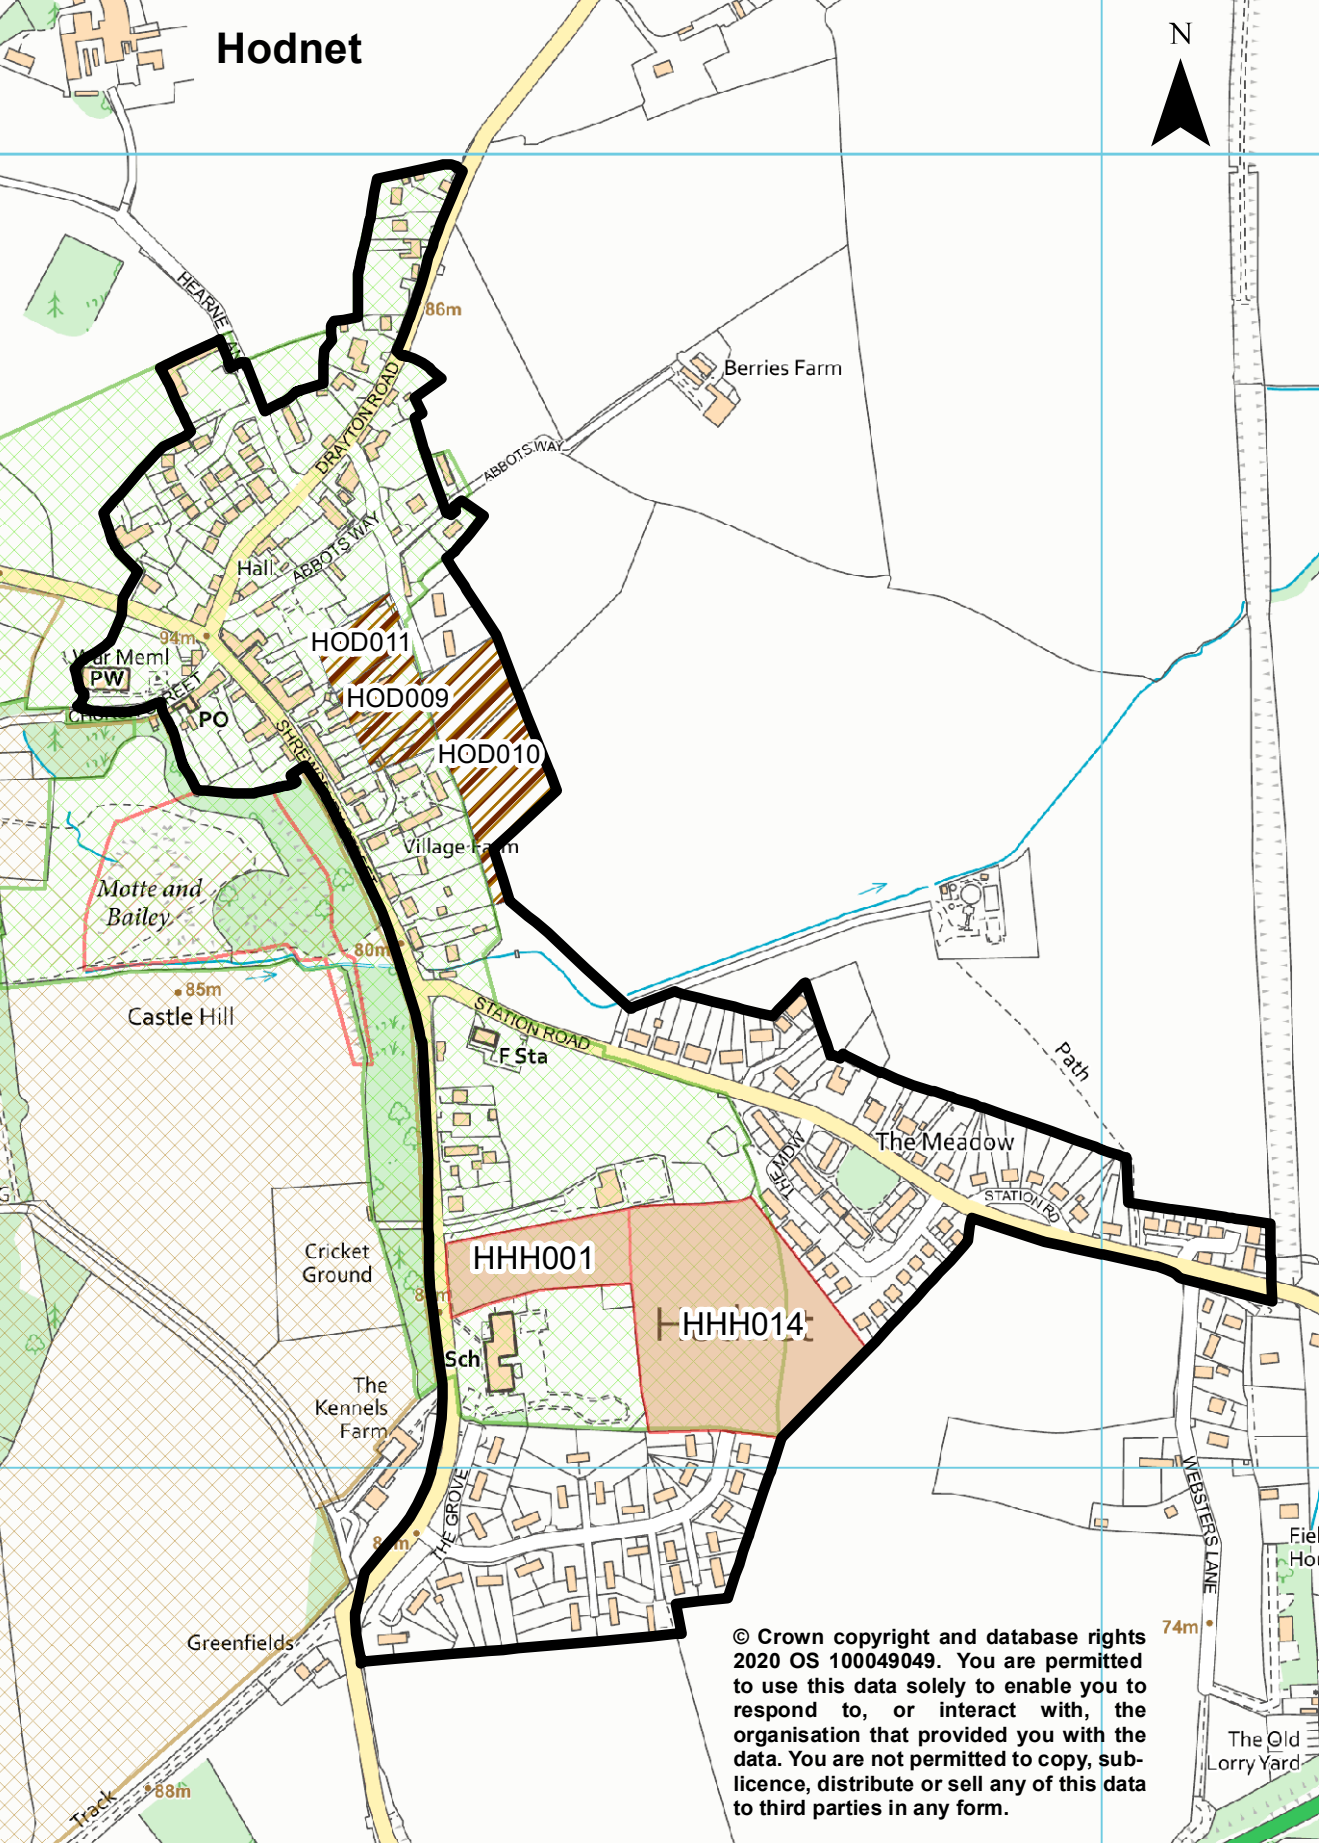 Hodnet
N
HEARNE
86m
Berries Farm
DRAYTON ROAD
ABBOTS WAY
ABBOTS WAY
Hall
94m
HOD011
War Meml
PW
HOD009
PO
HOD010
Village Farm
Motte and
Bailey
80m
85m
Castle Hill
STATION ROAD
F Sta
Path
The Meadow
THE MDW
STATION RD
G
HHH001
Cricket
Ground
HHH014
Sch
The
Kennels
Farm
THE GROVE
WEBSTERS LANE
Greenfields
74m
© Crown copyright and database rights
2020 OS 100049049. You are permitted
to use this data solely to enable you to
respond to, or interact with, the
organisation that provided you with the
data. You are not permitted to copy, sub-
licence, distribute or sell any of this data
to third parties in any form.
The Old
Lorry Yard
88m
Track